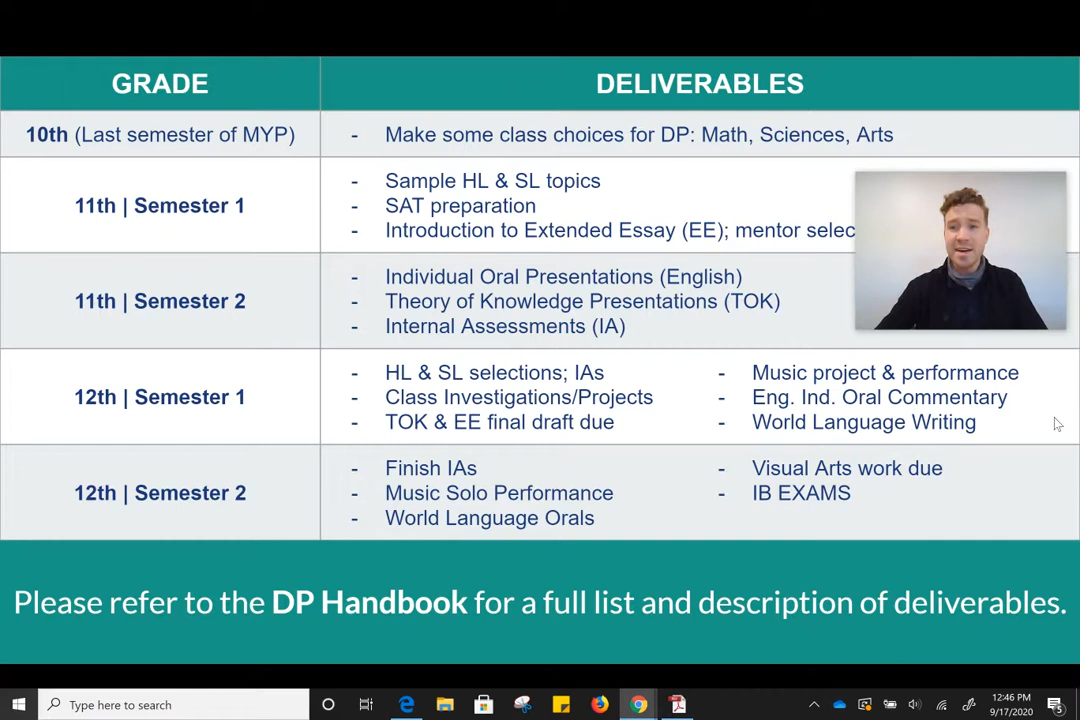 GRADE
DELIVERABLES
10th (Last semester of MYP)
- Make some class choices for DP: Math, Sciences, Arts
11th | Semester 1
- Sample HL & SL topics
- SAT preparation
- Introduction to Extended Essay (EE); mentor selec
11th | Semester 2
- Individual Oral Presentations (English)
- Theory of Knowledge Presentations (TOK)
- Internal Assessments (IA)
12th | Semester 1
- HL & SL selections; IAs
- Class Investigations/Projects
- TOK & EE final draft due
- Music project & performance
- Eng. Ind. Oral Commentary
- World Language Writing
12th | Semester 2
- Finish IAs
- Music Solo Performance
- World Language Orals
- Visual Arts work due
- IB EXAMS
Please refer to the DP Handbook for a full list and description of deliverables.
Type here to search
12:46 PM
9/17/2020
5